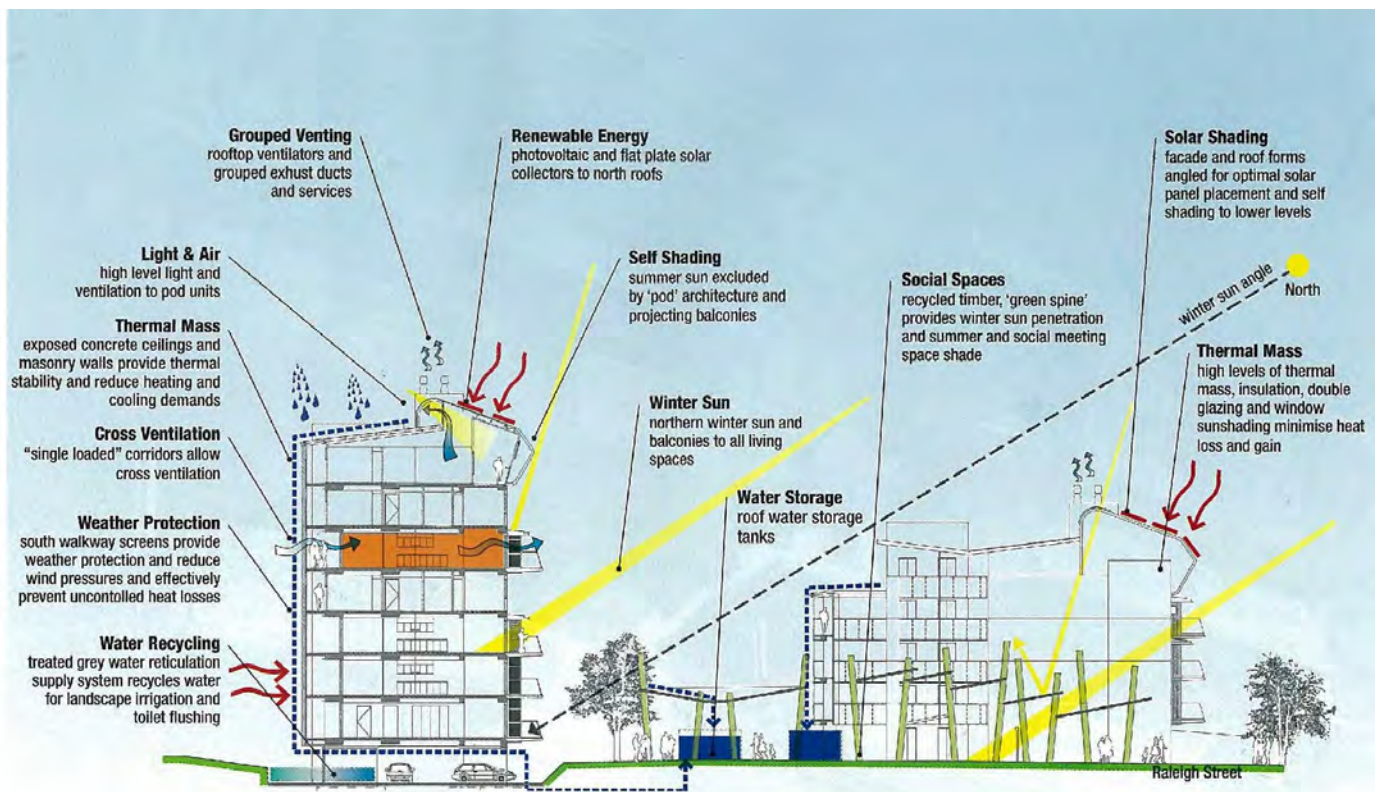 Grouped Venting
rooftop ventilators and
grouped exhust ducts
and services
Renewable Energy
photovoltaic and flat plate solar
collectors to north roofs
Solar Shading
facade and roof forms
angled for optimal solar
panel placement and self
shading to lower levels
Light & Air
high level light and
ventilation to pod units
Self Shading
summer sun excluded
by ‘pod’ architecture and
projecting balconies
Social Spaces
recycled timber, ‘green spine’
provides winter sun penetration
and summer and social meeting
space shade
winter sun angle
North
Thermal Mass
exposed concrete ceilings and
masonry walls provide thermal
stability and reduce heating and
cooling demands
Thermal Mass
high levels of thermal
mass, insulation, double
glazing and window
sunshading minimise heat
loss and gain
Winter Sun
northern winter sun and
balconies to all living
spaces
Cross Ventilation
“single loaded” corridors allow
cross ventilation
Water Storage
roof water storage
tanks
Weather Protection
south walkway screens provide
weather protection and reduce
wind pressures and effectively
prevent uncontolled heat losses
Water Recycling
treated grey water reticulation
supply system recycles water
for landscape irrigation and
toilet flushing
Raleigh Street